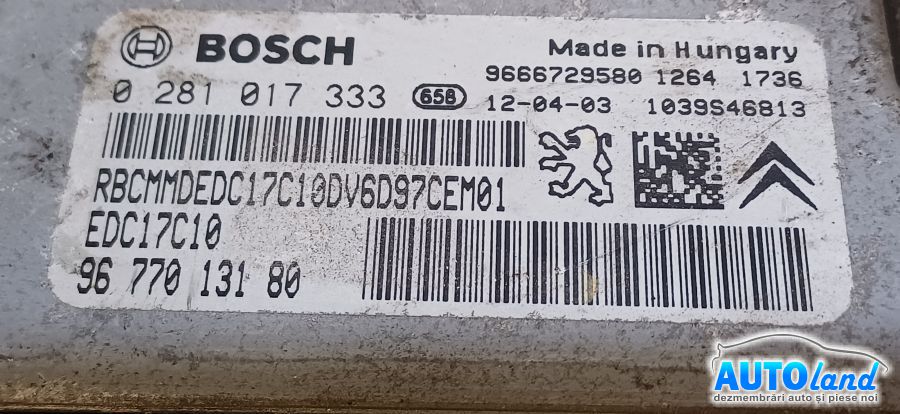 BOSCH
Made in Hungary
9666729580 1264 1736
0 281 017 333 658 12-04-03 1039S46813
RBCMMDEDC17C10DV6D97CEM01
EDC17C10
96 770 131 80
AUTOland
dezmembrări auto și piese noi